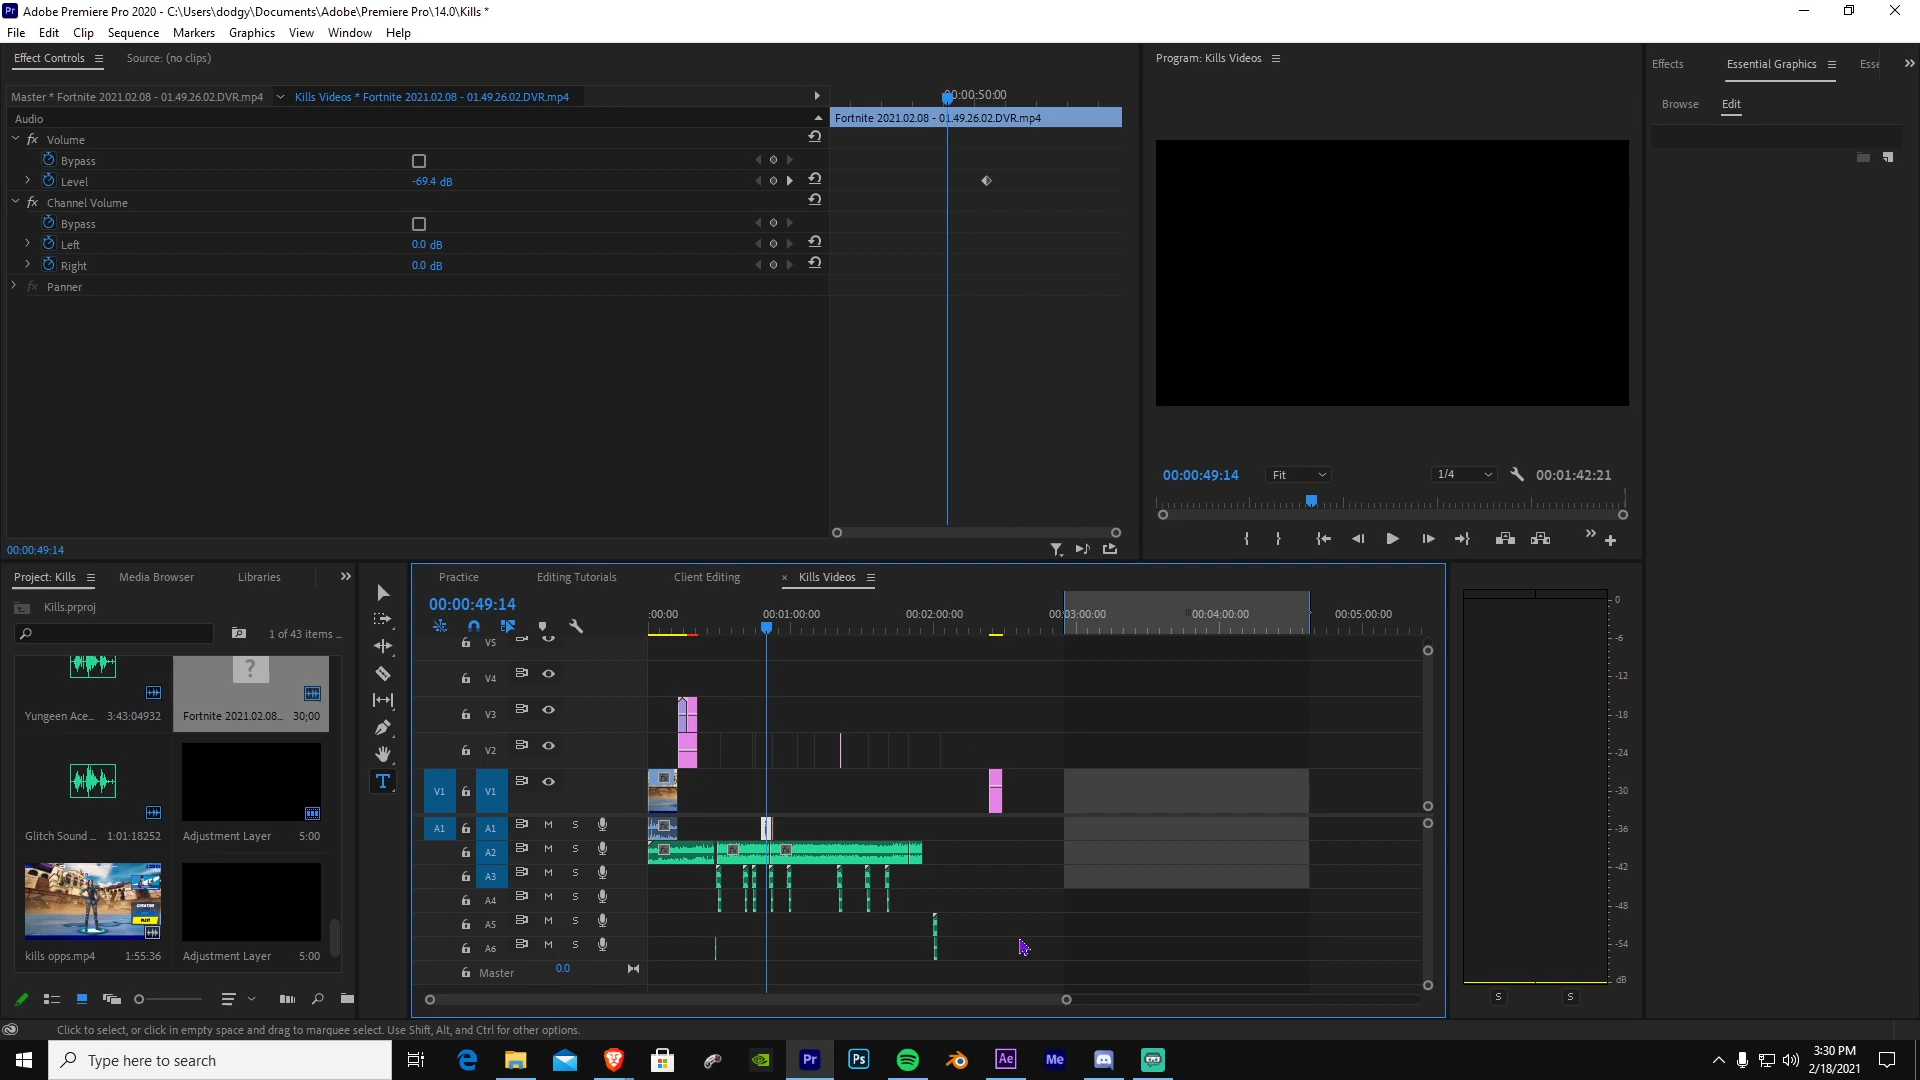 Adobe Premiere Pro 2020 - C:\Users\dodgy\Documents\Adobe\Premiere Pro\14.0\Kills *
File Edit Clip Sequence Markers Graphics View Window Help
Effect Controls
Source: (no clips)
Program: Kills Videos
Effects
Essential Graphics
Esse
Browse
Edit
Master * Fortnite 2021.02.08 - 01.49.26.02.DVR.mp4
Kills Videos * Fortnite 2021.02.08 - 01.49.26.02.DVR.mp4
00:00:50:00
Audio
Fortnite 2021.02.08 - 01.49.26.02.DVR.mp4
fx Volume
Bypass
Level
-69.4 dB
fx Channel Volume
Bypass
Left
0.0 dB
Right
0.0 dB
fx Panner
00:00:49:14
Fit
1/4
00:01:42:21
00:00:49:14
Project: Kills
Media Browser
Libraries
Kills.prproj
1 of 43 items ...
Yungeen Ace... 3:43:04932
Fortnite 2021.02.08... 30;00
Glitch Sound ... 1:01:18252
Adjustment Layer 5:00
kills opps.mp4 1:55:36
Adjustment Layer 5:00
Practice
Editing Tutorials
Client Editing
× Kills Videos
00:00:49:14
:00:00
00:01:00:00
00:02:00:00
00:03:00:00
00:04:00:00
00:05:00:00
V5
V4
V3
V2
V1 V1
A1 A1 M S
A2 M S
A3 M S
A4 M S
A5 M S
A6 M S
Master 0.0
0
-6
-12
-18
-24
-30
-36
-42
-48
-54
dB
S S
Click to select, or click in empty space and drag to marquee select. Use Shift, Alt, and Ctrl for other options.
Type here to search
Pr
Ps
Ae
Me
3:30 PM
2/18/2021